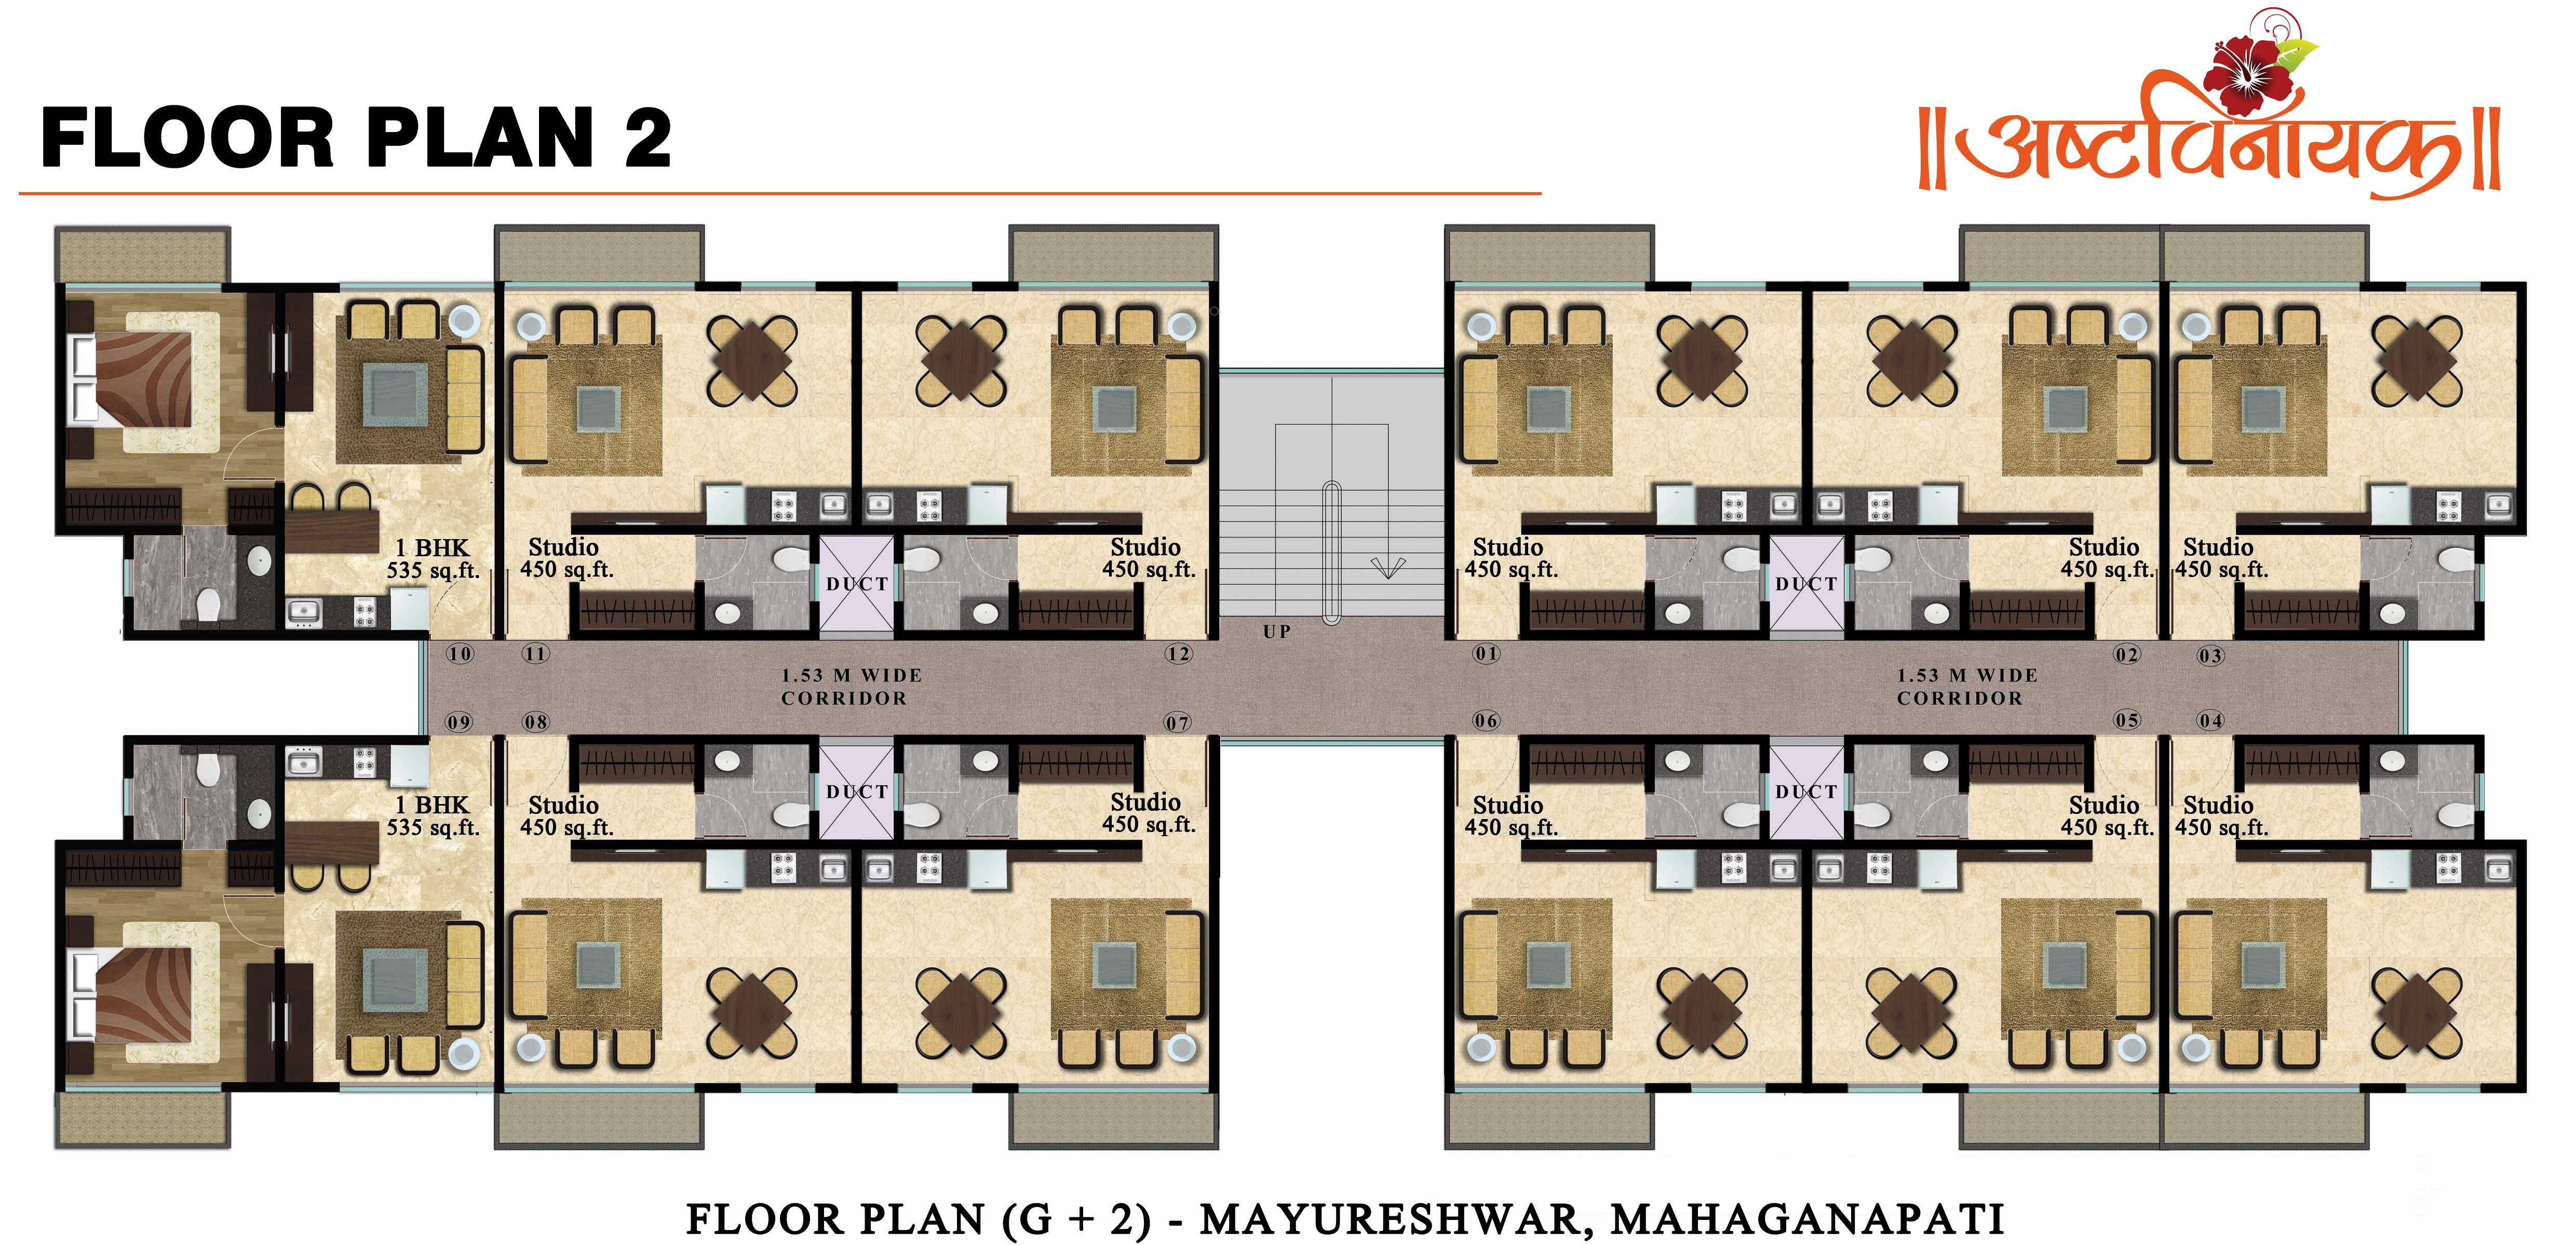 FLOOR PLAN 2
॥अष्टविनायक॥
1 BHK
535 sq.ft.
Studio
450 sq.ft.
DUCT
Studio
450 sq.ft.
UP
Studio
450 sq.ft.
DUCT
Studio
450 sq.ft.
Studio
450 sq.ft.
10
11
12
01
02
03
1.53 M WIDE
CORRIDOR
1.53 M WIDE
CORRIDOR
09
08
07
06
05
04
1 BHK
535 sq.ft.
Studio
450 sq.ft.
DUCT
Studio
450 sq.ft.
Studio
450 sq.ft.
DUCT
Studio
450 sq.ft.
Studio
450 sq.ft.
FLOOR PLAN (G + 2) - MAYURESHWAR, MAHAGANAPATI